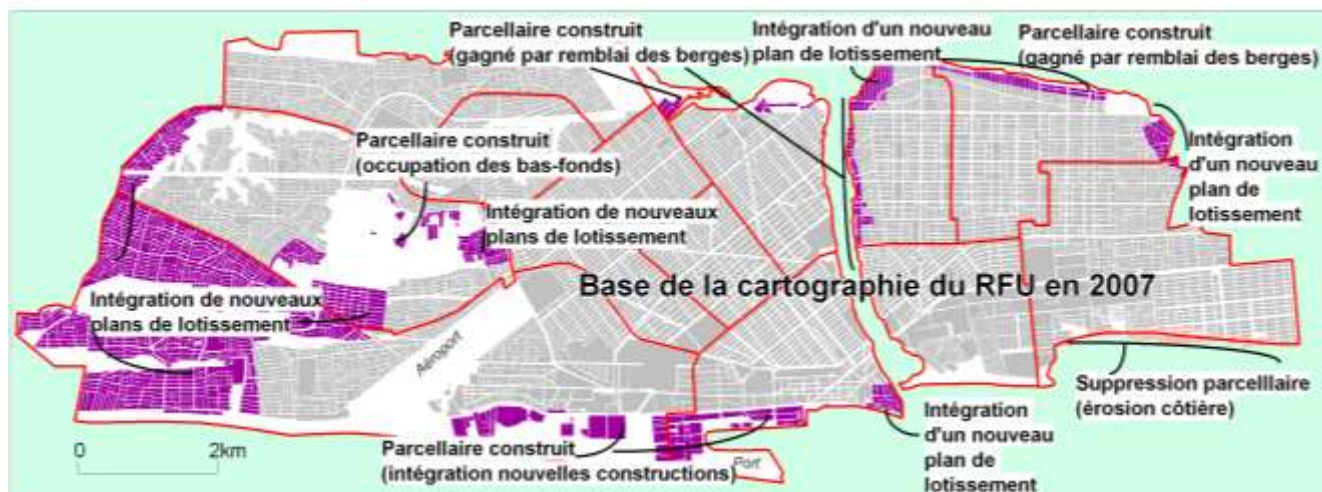 Parcellaire construit
(gagné par remblai des berges)
Intégration d'un nouveau
plan de lotissement
Parcellaire construit
(gagné par remblai des berges)
Parcellaire construit
(occupation des bas-fonds)
Intégration
d'un nouveau
plan de
lotissement
Intégration de nouveaux
plans de lotissement
Base de la cartographie du RFU en 2007
Intégration de nouveaux
plans de lotissement
Aéroport
Suppression parcelllaire
(érosion côtière)
Intégration
d'un nouveau
plan de
lotissement
Parcellaire construit
(intégration nouvelles constructions)
Port
0 2km